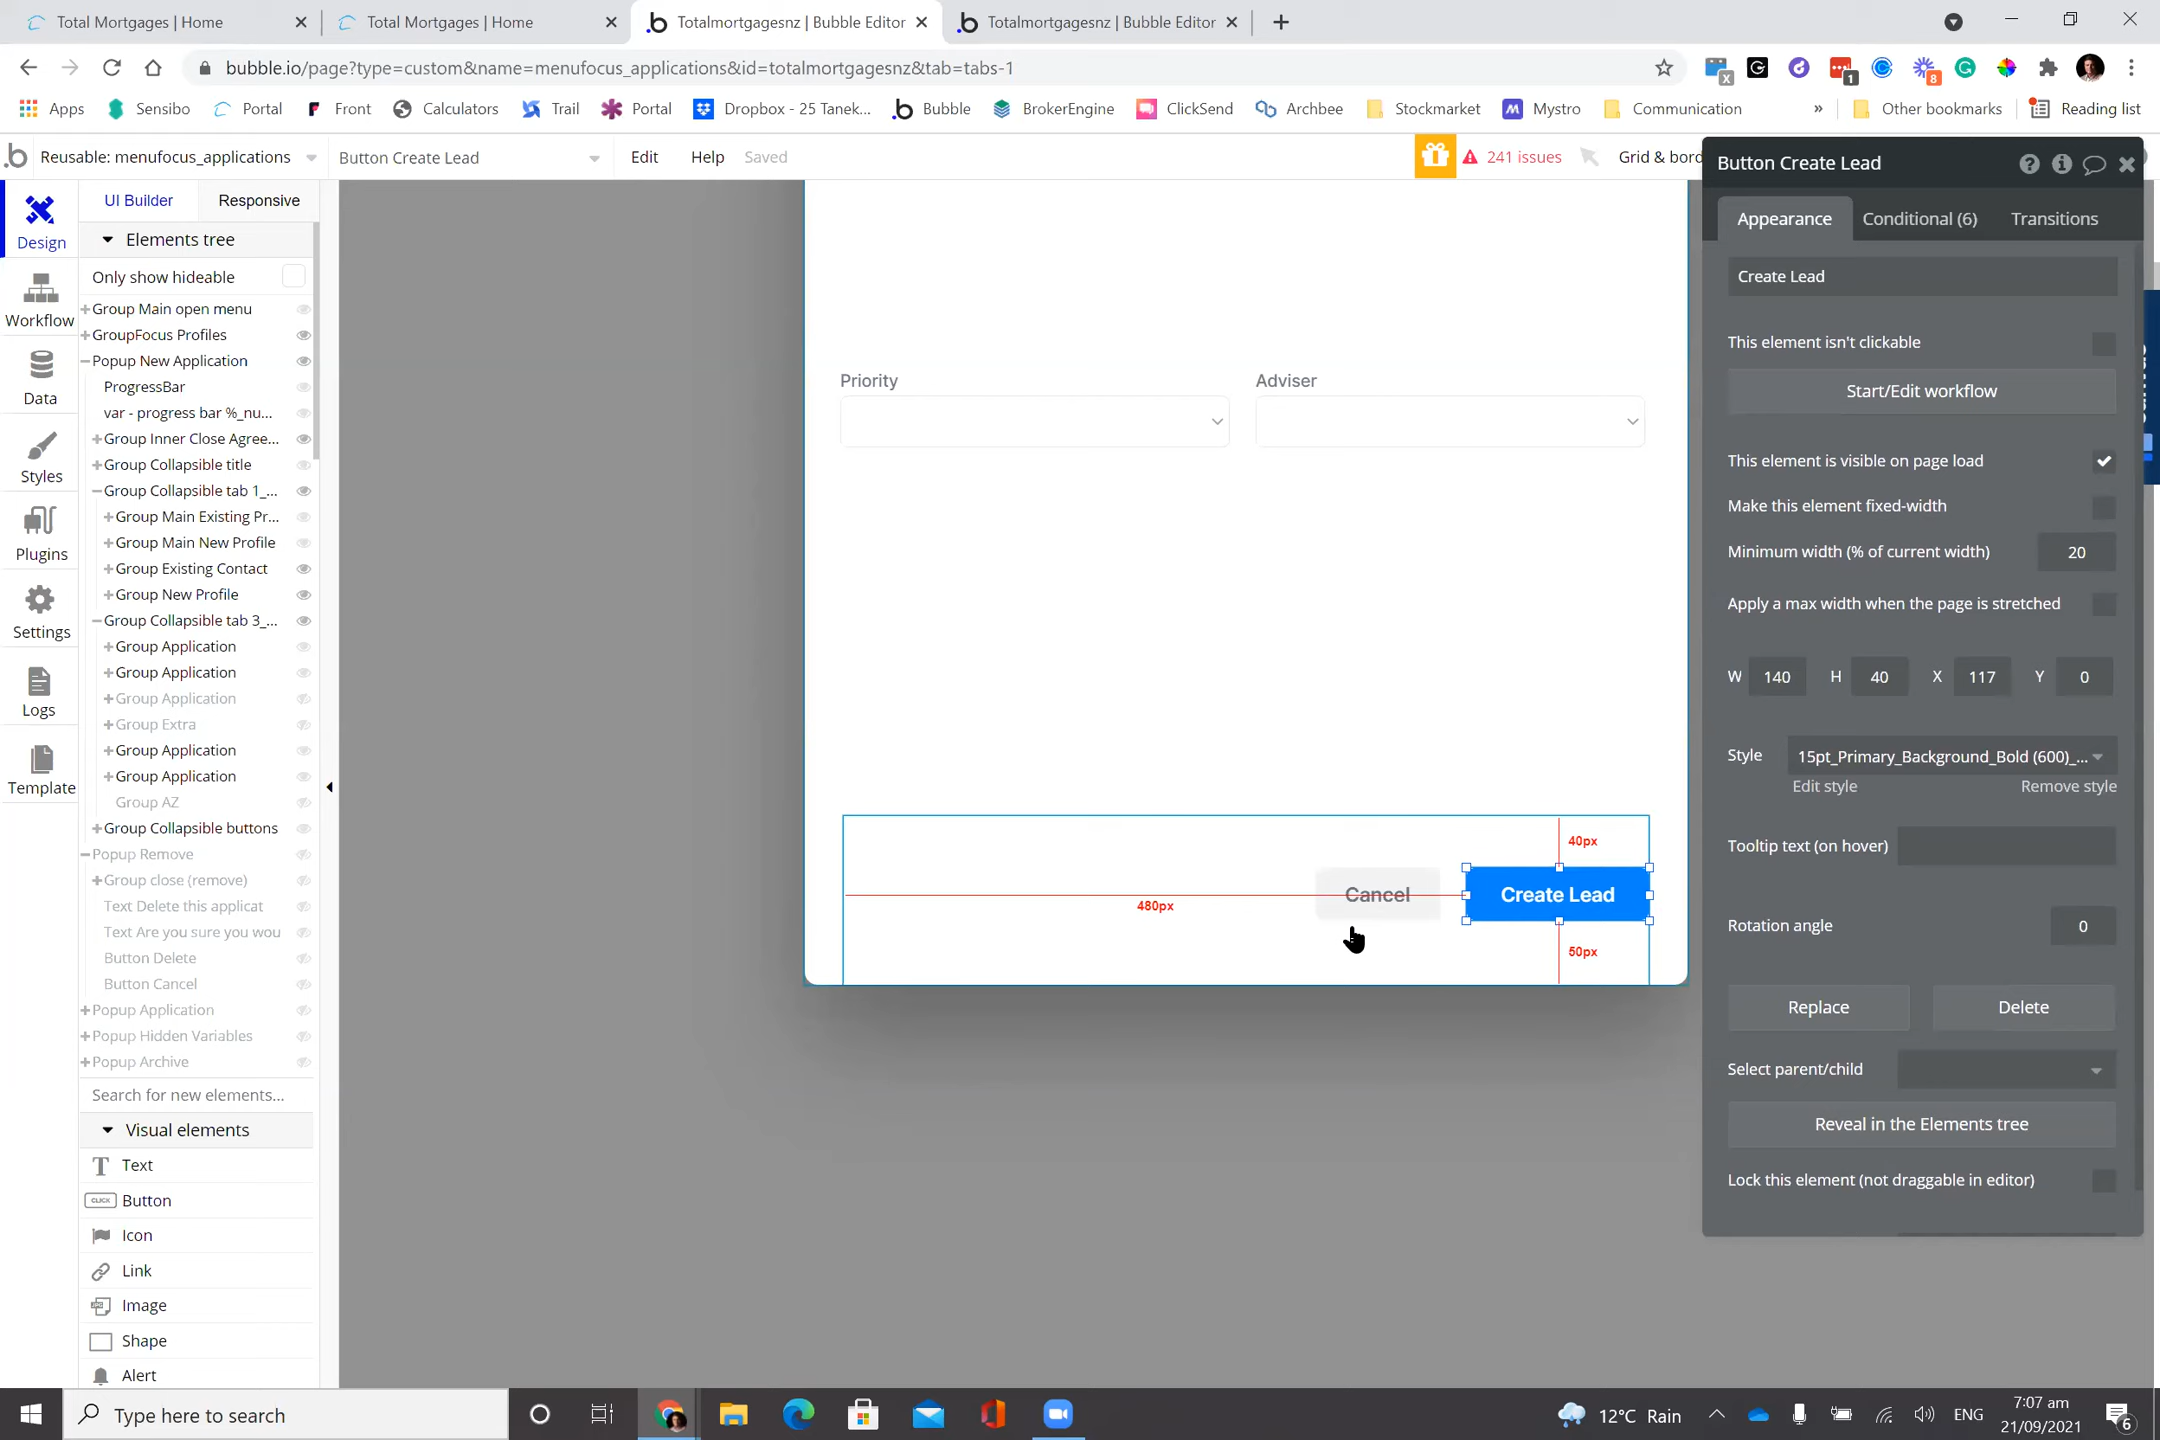 Total Mortgages | Home
Total Mortgages | Home
Totalmortgagesnz | Bubble Editor
Totalmortgagesnz | Bubble Editor
bubble.io/page?type=custom&name=menufocus_applications&id=totalmortgagesnz&tab=tabs-1
Apps
Sensibo
Portal
Front
Calculators
Trail
Portal
Dropbox - 25 Tanek...
Bubble
BrokerEngine
ClickSend
Archbee
Stockmarket
Mystro
Communication
»
Other bookmarks
Reading list
Reusable: menufocus_applications
Button Create Lead
Edit
Help
Saved
241 issues
Grid & bord
Design
Workflow
Data
Styles
Plugins
Settings
Logs
Template
UI Builder
Responsive
Elements tree
Only show hideable
Group Main open menu
GroupFocus Profiles
Popup New Application
ProgressBar
var - progress bar %_nu...
Group Inner Close Agree...
Group Collapsible title
Group Collapsible tab 1_...
Group Main Existing Pr...
Group Main New Profile
Group Existing Contact
Group New Profile
Group Collapsible tab 3_...
Group Application
Group Application
Group Application
Group Extra
Group Application
Group Application
Group AZ
Group Collapsible buttons
Popup Remove
Group close (remove)
Text Delete this applicat
Text Are you sure you wou
Button Delete
Button Cancel
Popup Application
Popup Hidden Variables
Popup Archive
Search for new elements...
Visual elements
Text
CLICK Button
Icon
Link
Image
Shape
Alert
Priority
Adviser
40px
Cancel
Create Lead
480px
50px
Button Create Lead
Appearance
Conditional (6)
Transitions
Create Lead
This element isn't clickable
Start/Edit workflow
This element is visible on page load
Make this element fixed-width
Minimum width (% of current width) 20
Apply a max width when the page is stretched
W 140 H 40 X 117 Y 0
Style 15pt_Primary_Background_Bold (600)_...
Edit style Remove style
Tooltip text (on hover)
Rotation angle 0
Replace Delete
Select parent/child
Reveal in the Elements tree
Lock this element (not draggable in editor)
Type here to search
12°C Rain
ENG
7:07 am
21/09/2021
6